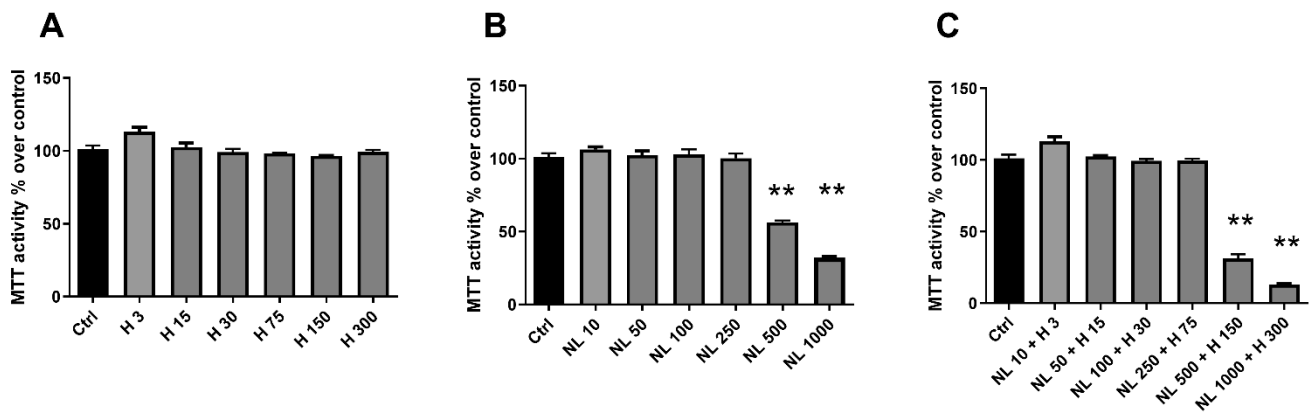 A
MTT activity % over control
150
100
50
0
Ctrl
H 3
H 15
H 30
H 75
H 150
H 300
B
MTT activity % over control
150
100
50
0
**
**
Ctrl
NL 10
NL 50
NL 100
NL 250
NL 500
NL 1000
C
MTT activity % over control
150
100
50
0
**
**
Ctrl
NL 10 + H 3
NL 50 + H 15
NL 100 + H 30
NL 250 + H 75
NL 500 + H 150
NL 1000 + H 300